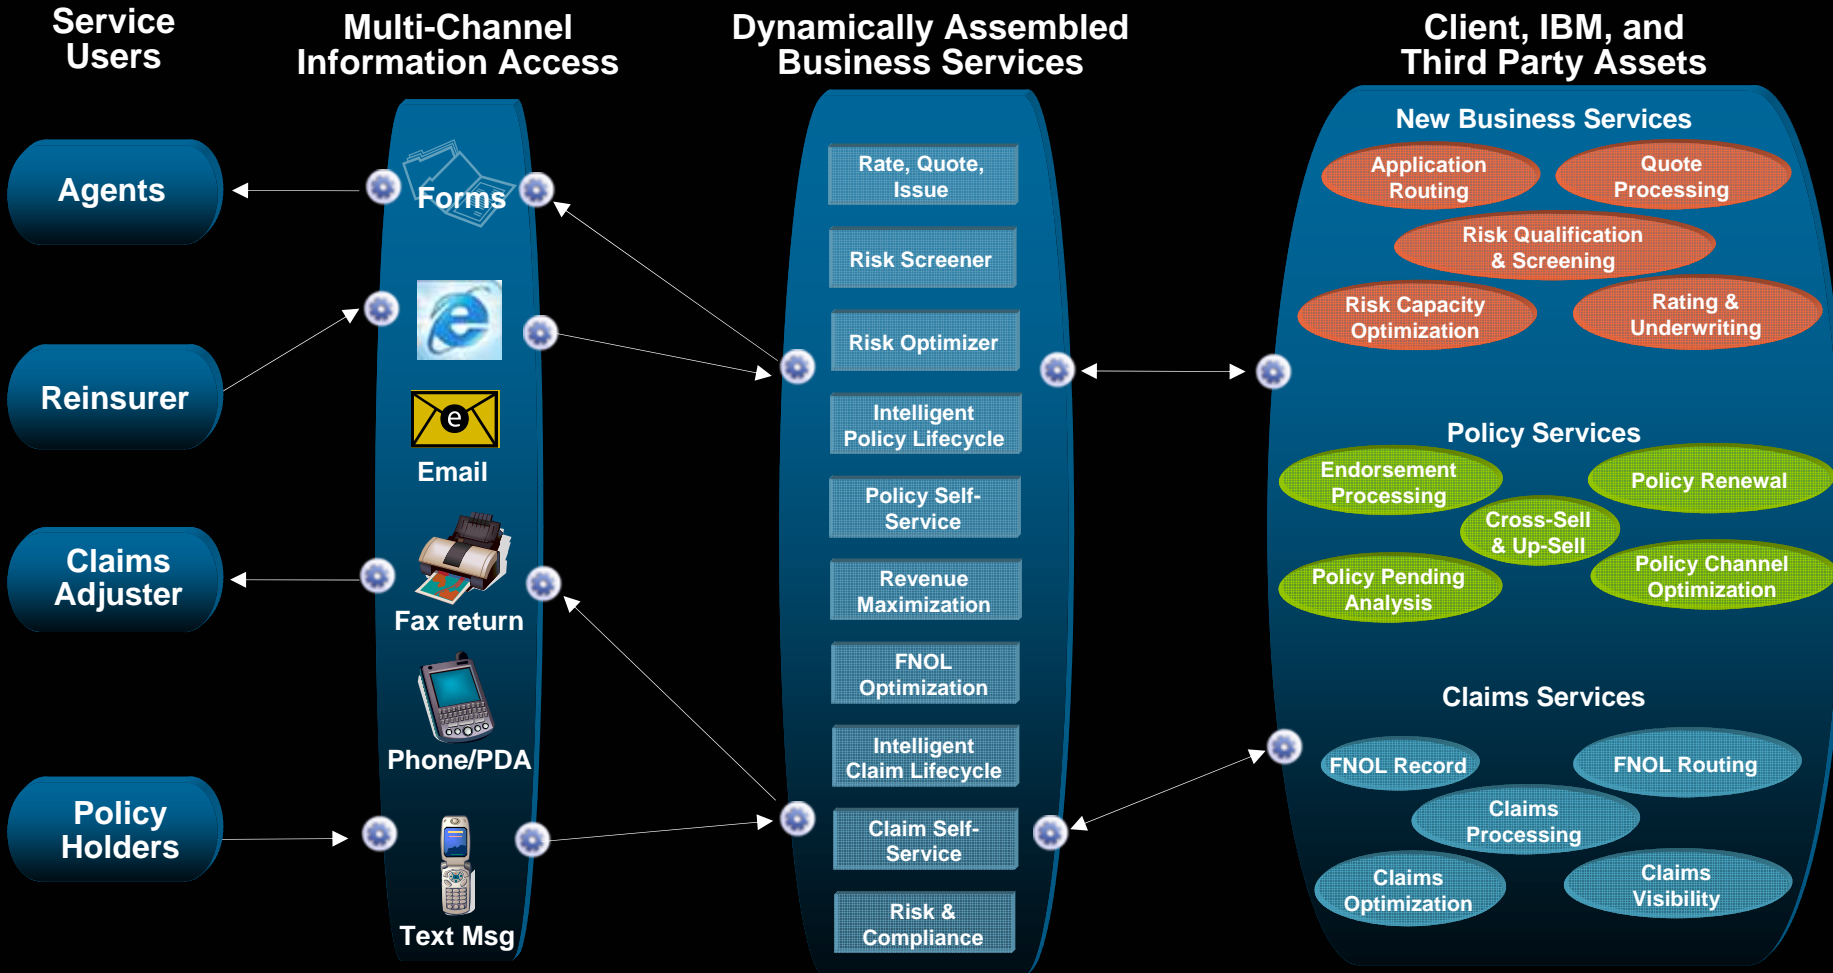 Service
Users
Multi-Channel
Information Access
Dynamically Assembled
Business Services
Client, IBM, and
Third Party Assets
Agents
Reinsurer
Claims
Adjuster
Policy
Holders
Forms
e
e
Email
Fax return
Phone/PDA
Text Msg
Rate, Quote,
Issue
Risk Screener
Risk Optimizer
Intelligent
Policy Lifecycle
Policy Self-
Service
Revenue
Maximization
FNOL
Optimization
Intelligent
Claim Lifecycle
Claim Self-
Service
Risk &
Compliance
New Business Services
Application
Routing
Quote
Processing
Risk Qualification
& Screening
Risk Capacity
Optimization
Rating &
Underwriting
Policy Services
Endorsement
Processing
Policy Renewal
Cross-Sell
& Up-Sell
Policy Pending
Analysis
Policy Channel
Optimization
Claims Services
FNOL Record
FNOL Routing
Claims
Processing
Claims
Optimization
Claims
Visibility